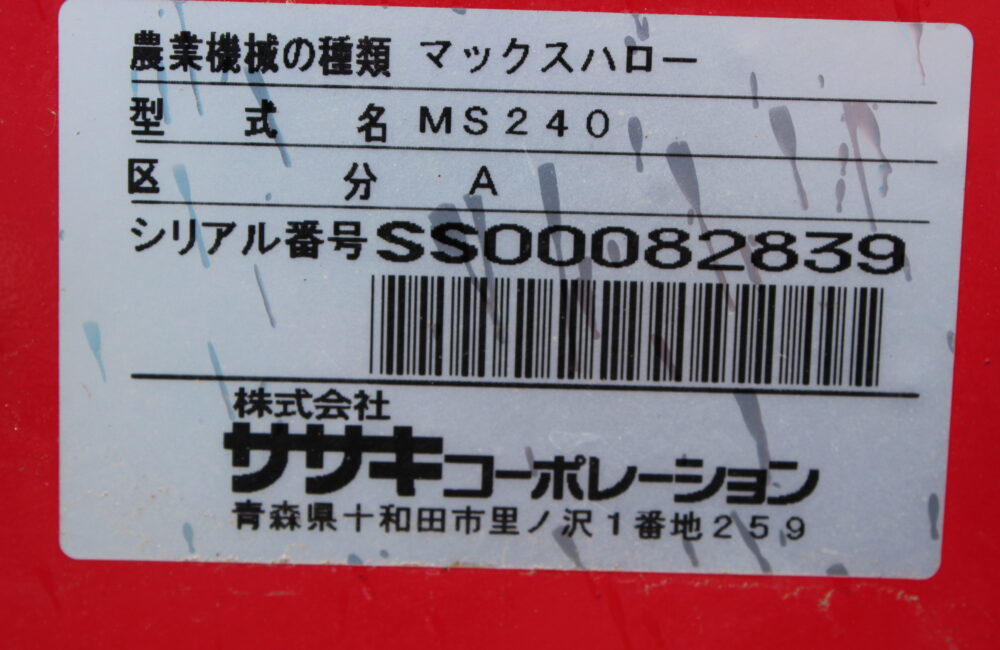 農業機械の種類 マックスハロー
型式名 MS240
区分 A
シリアル番号 SS00082839
株式会社
ササキコーポレーション
青森県十和田市里ノ沢1番地259